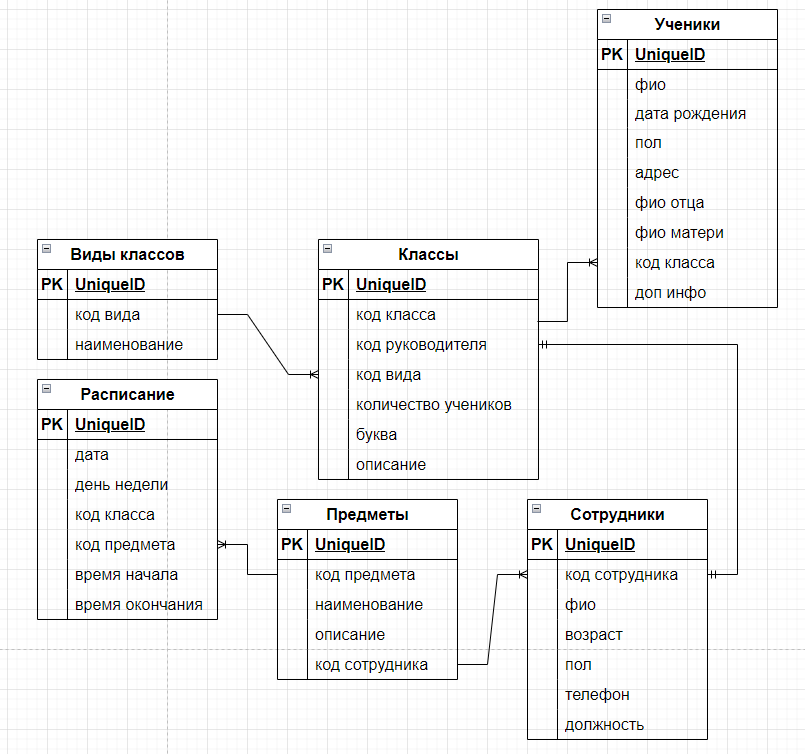 Ученики
PK UniqueID
фио
дата рождения
пол
адрес
фио отца
фио матери
код класса
доп инфо
Виды классов
PK UniqueID
код вида
наименование
Классы
PK UniqueID
код класса
код руководителя
код вида
количество учеников
буква
описание
Расписание
PK UniqueID
дата
день недели
код класса
код предмета
время начала
время окончания
Предметы
PK UniqueID
код предмета
наименование
описание
код сотрудника
Сотрудники
PK UniqueID
код сотрудника
фио
возраст
пол
телефон
должность